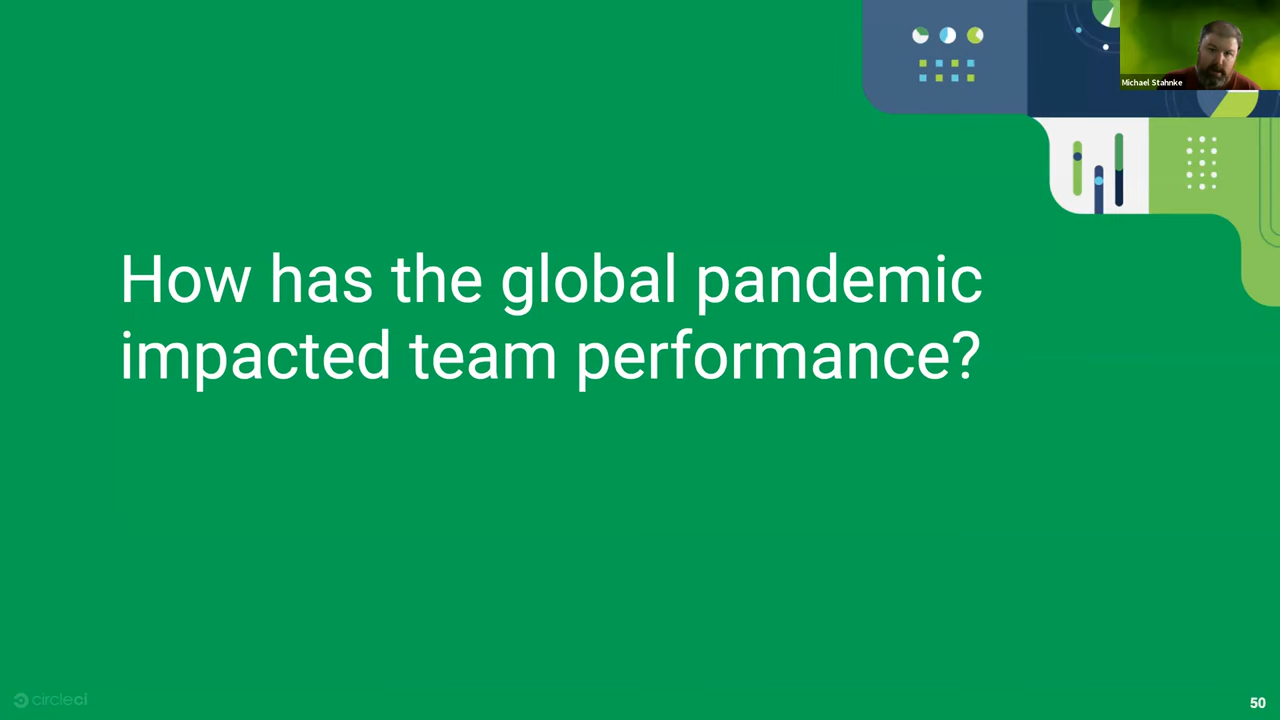 Michael Stahnke
How has the global pandemic
impacted team performance?
circleci
50